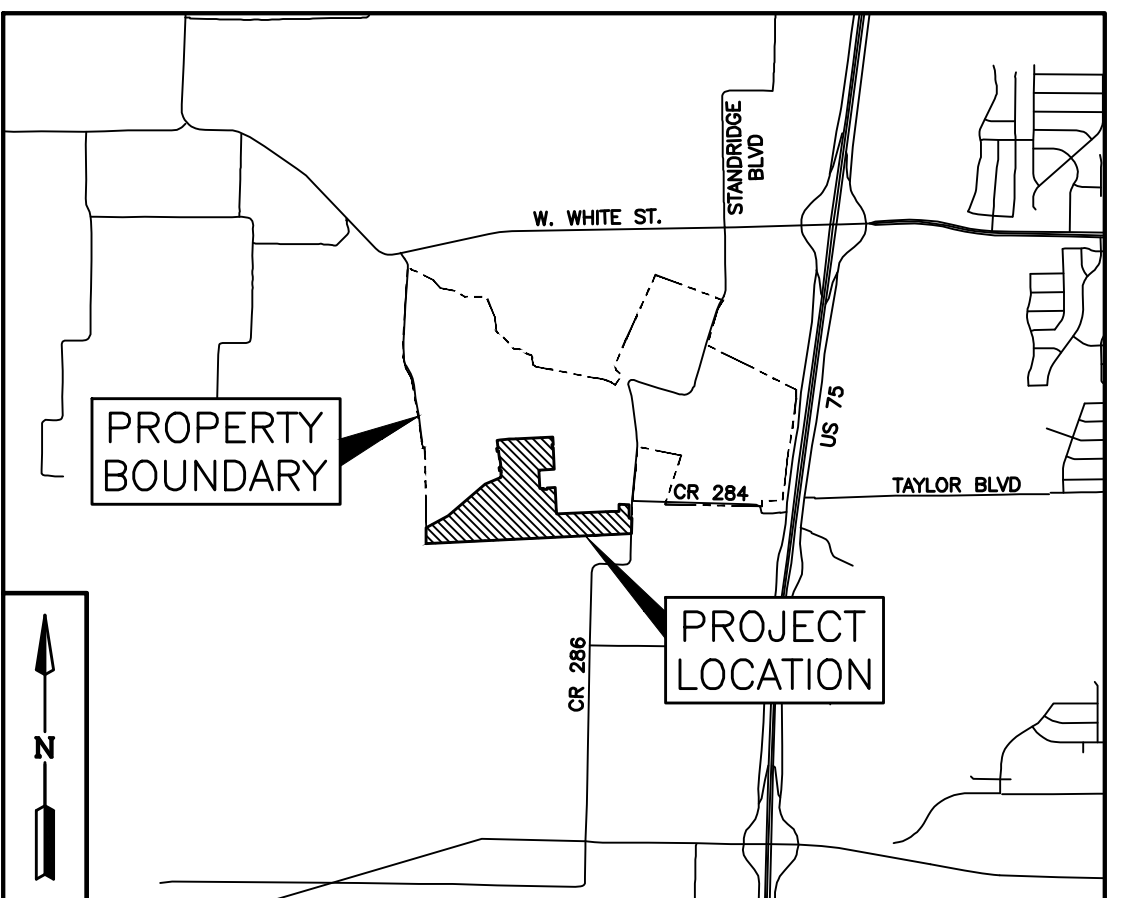 STANDRIDGE
BLVD
W. WHITE ST.
PROPERTY
BOUNDARY
US 75
CR 284
TAYLOR BLVD
PROJECT
LOCATION
CR 286
N